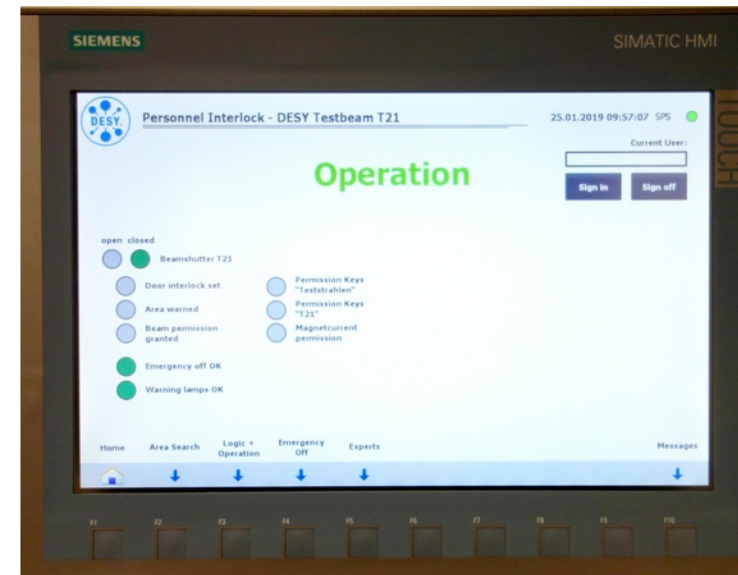 SIEMENS
SIMATIC HMI
TOUCH
DESY.
Personnel Interlock - DESY Testbeam T21
25.01.2019 09:57:07 SPS
Current User:
Operation
Sign in
Sign off
open closed
Beamshutter T21
Door interlock set
Permission Keys
"Teststrahlen"
Area warned
Permission Keys
"T21"
Beam permission
granted
Magnetcurrent
permission
Emergency off OK
Warning lamps OK
Home
Area Search
Logic +
Operation
Emergency
Off
Experts
Messages
F1 F2 F3 F4 F5 F6 F7 F8 F9 F10